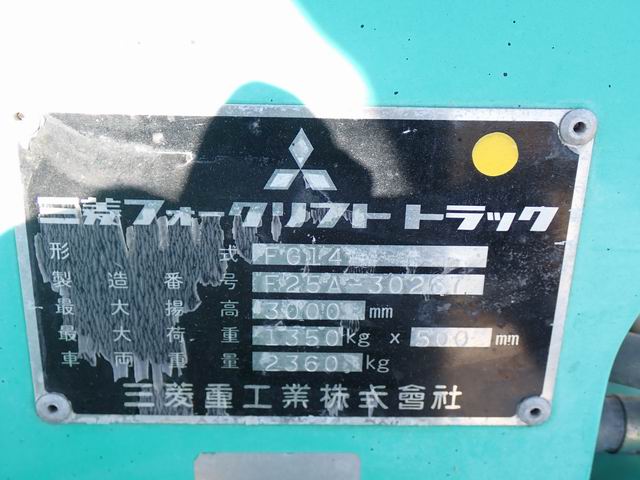 三菱フォークリフト トラック
形式 FG14
製造番号 F25A-3026
最大揚高 3000 mm
最大荷重 1350 kg x 500 mm
車両重量 2360 kg
三菱重工業株式會社